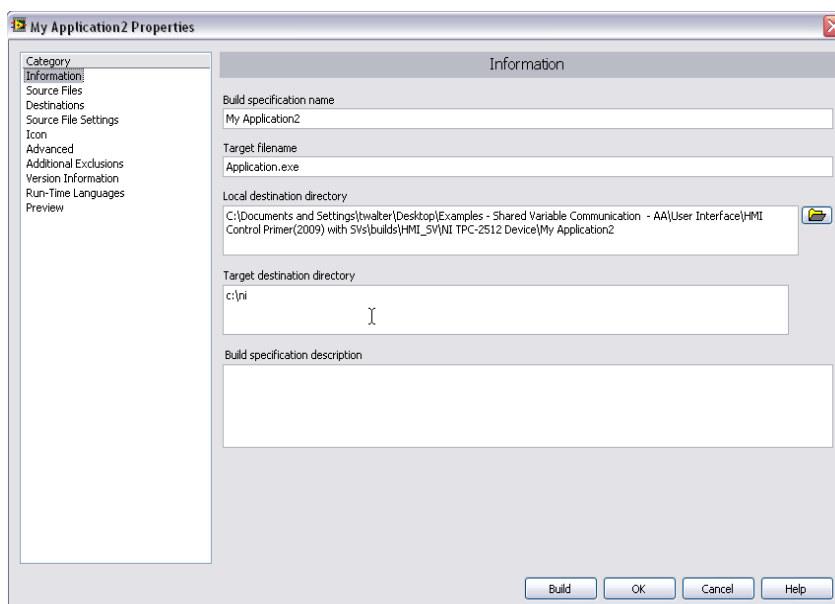 My Application2 Properties
Category
Information
Source Files
Destinations
Source File Settings
Icon
Advanced
Additional Exclusions
Version Information
Run-Time Languages
Preview
Information
Build specification name
My Application2
Target filename
Application.exe
Local destination directory
C:\Documents and Settings\twalter\Desktop\Examples - Shared Variable Communication - AA\User Interface\HMI
Control Primer(2009) with SVs\builds\HMI_SV\NI TPC-2512 Device\My Application2
Target destination directory
c:\ni
Build specification description
Build
OK
Cancel
Help